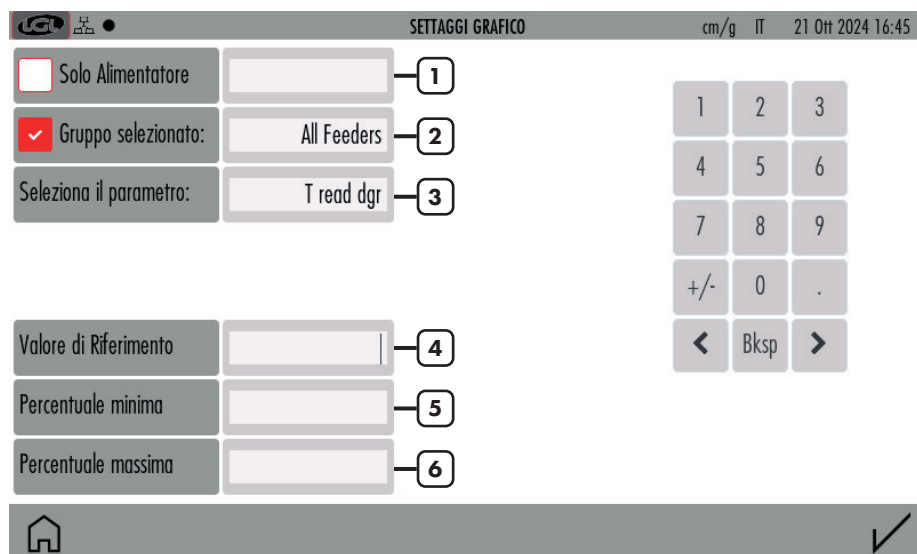 LGL SETTAGGI GRAFICO cm/g IT 21 Ott 2024 16:45
Solo Alimentatore 1
Gruppo selezionato: All Feeders 2
Seleziona il parametro: T read dgr 3
Valore di Riferimento 4
Percentuale minima 5
Percentuale massima 6
1 2 3
4 5 6
7 8 9
+/- 0 .
< Bksp >